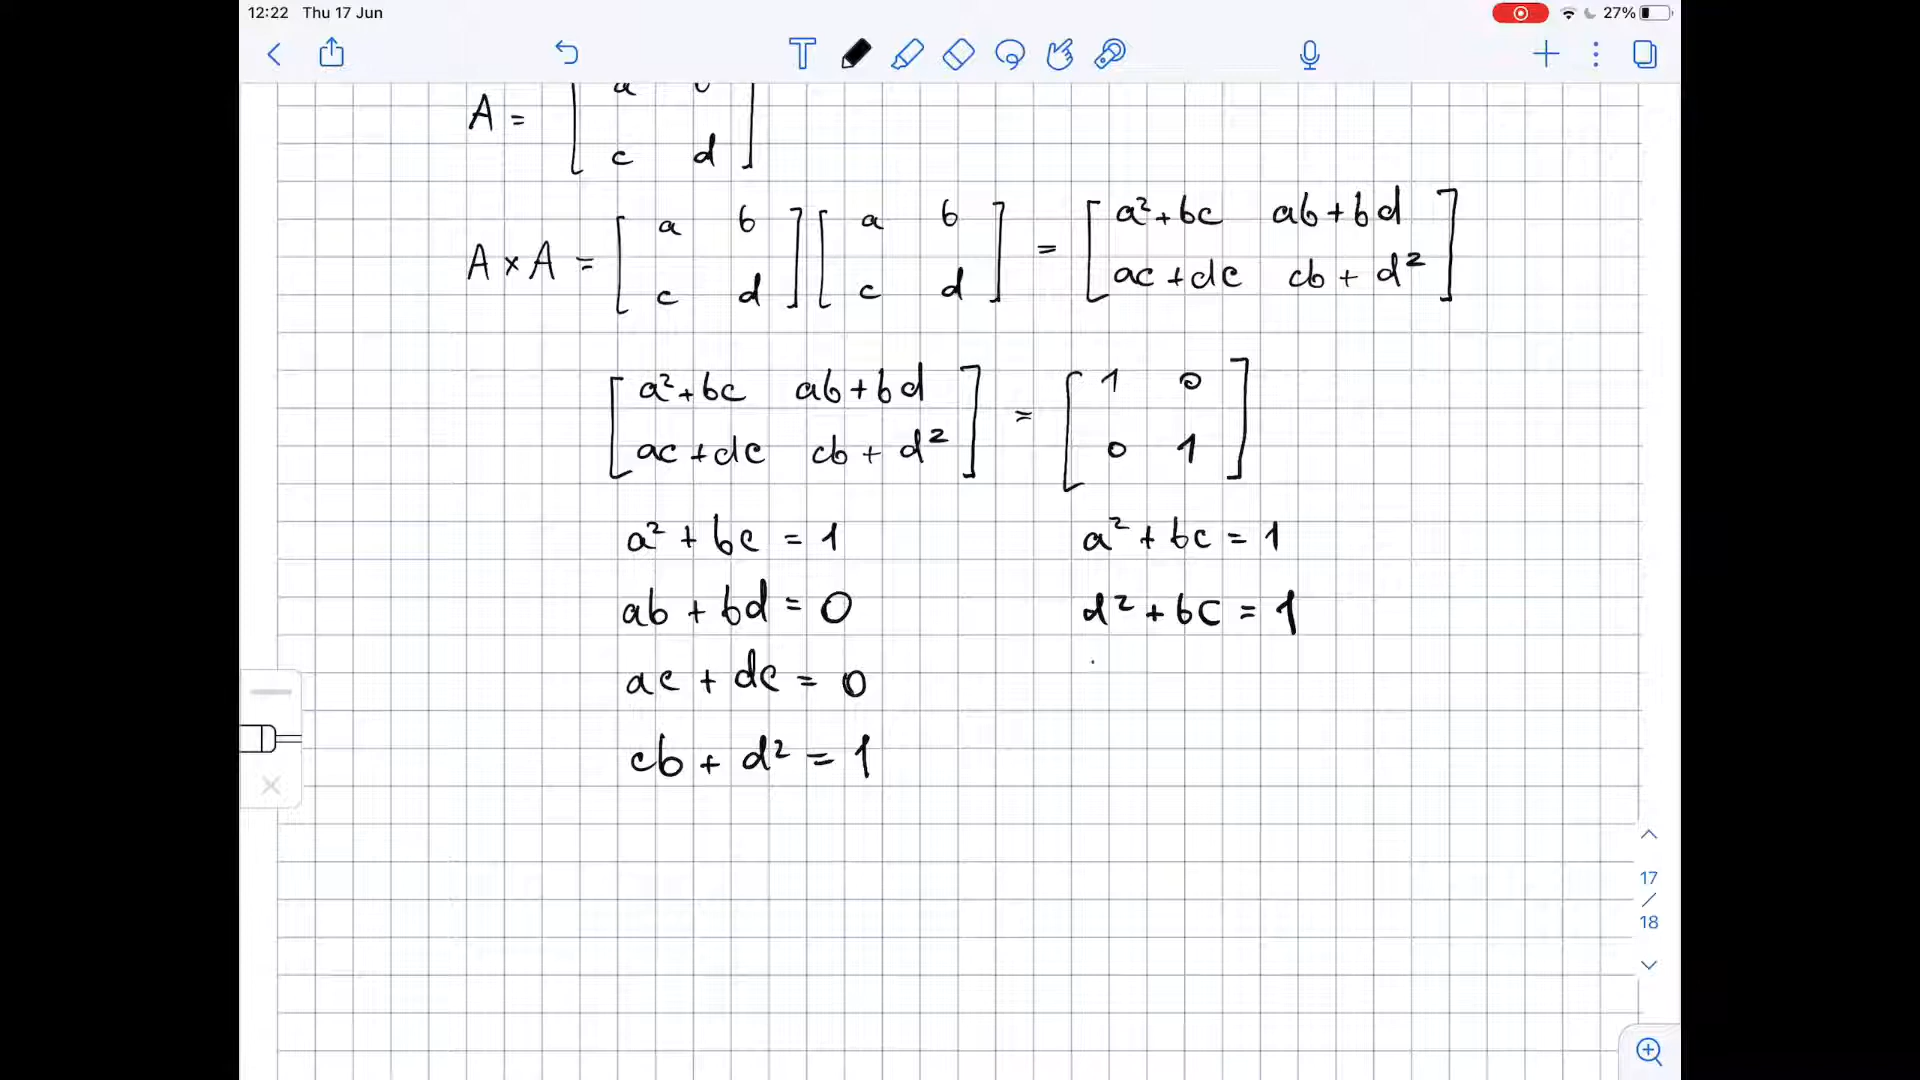 12:22 Thu 17 Jun 27%
T
A = [ a b
c d ]
A × A = [ a b [ a b = [ a²+bc ab+bd
c d ] c d ] ac+dc cb+d² ]
[ a²+bc ab+bd = [ 1 0
ac+dc cb+d² ] 0 1 ]
a² + bc = 1
ab + bd = 0
ac + dc = 0
cb + d² = 1
a² + bc = 1
d² + bc = 1
17
/
18